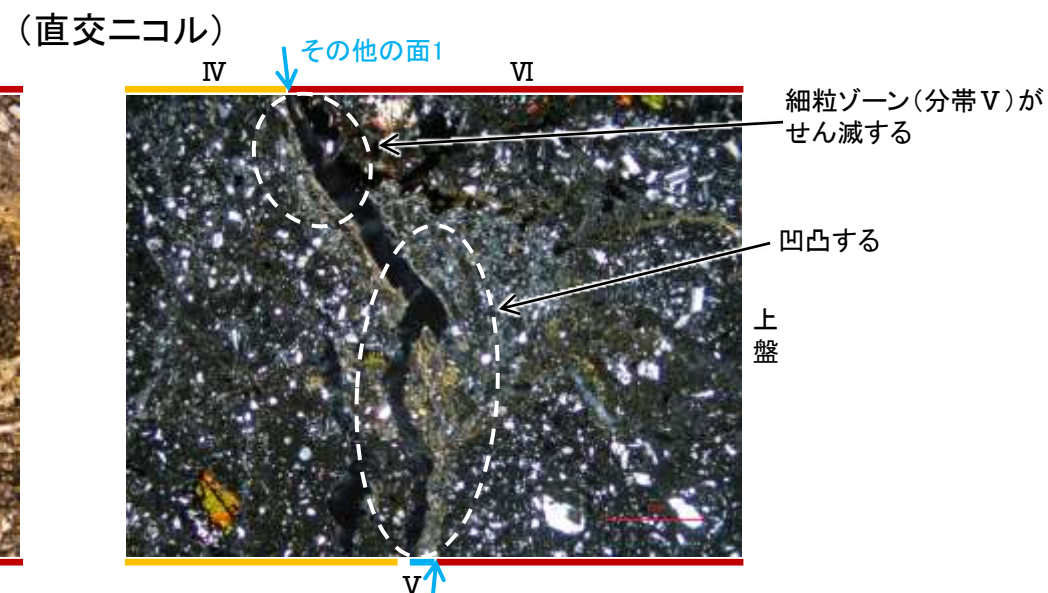 （直交ニコル）
その他の面1
Ⅳ
Ⅵ
細粒ゾーン（分帯Ⅴ）が
せん滅する
凹凸する
上
盤
Ⅴ